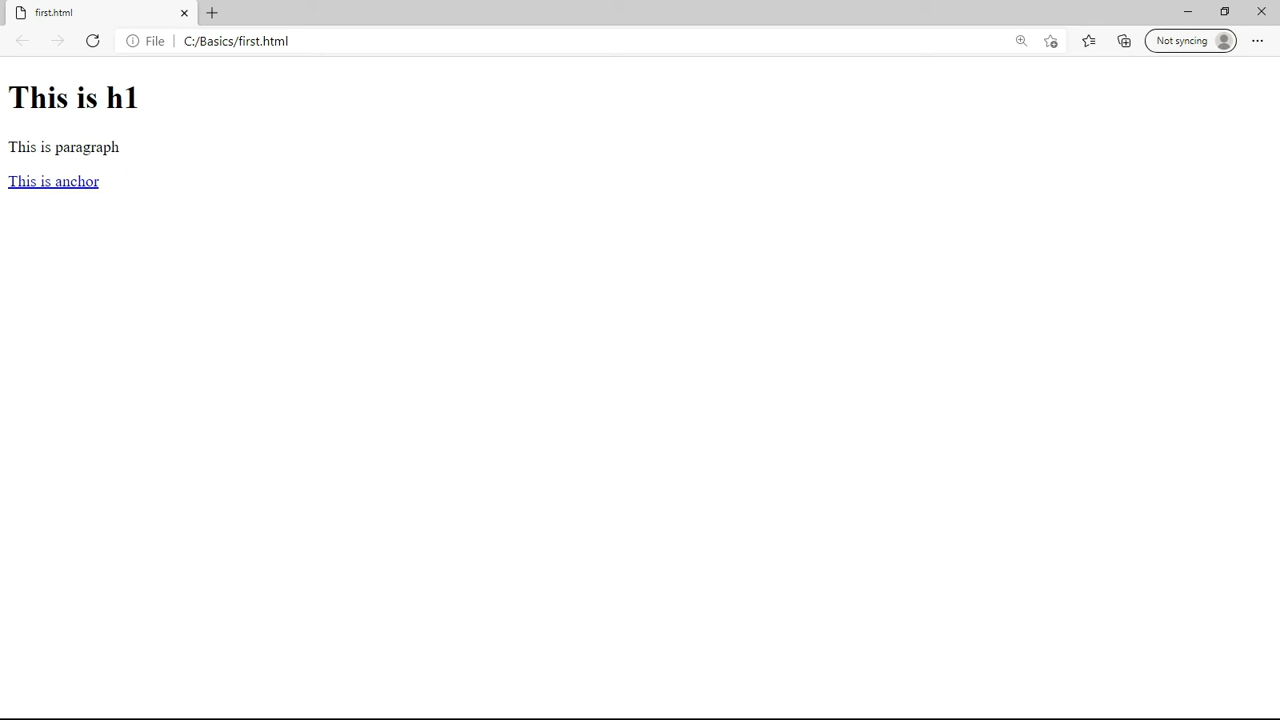 first.html
File C:/Basics/first.html Not syncing
This is h1
This is paragraph
This is anchor